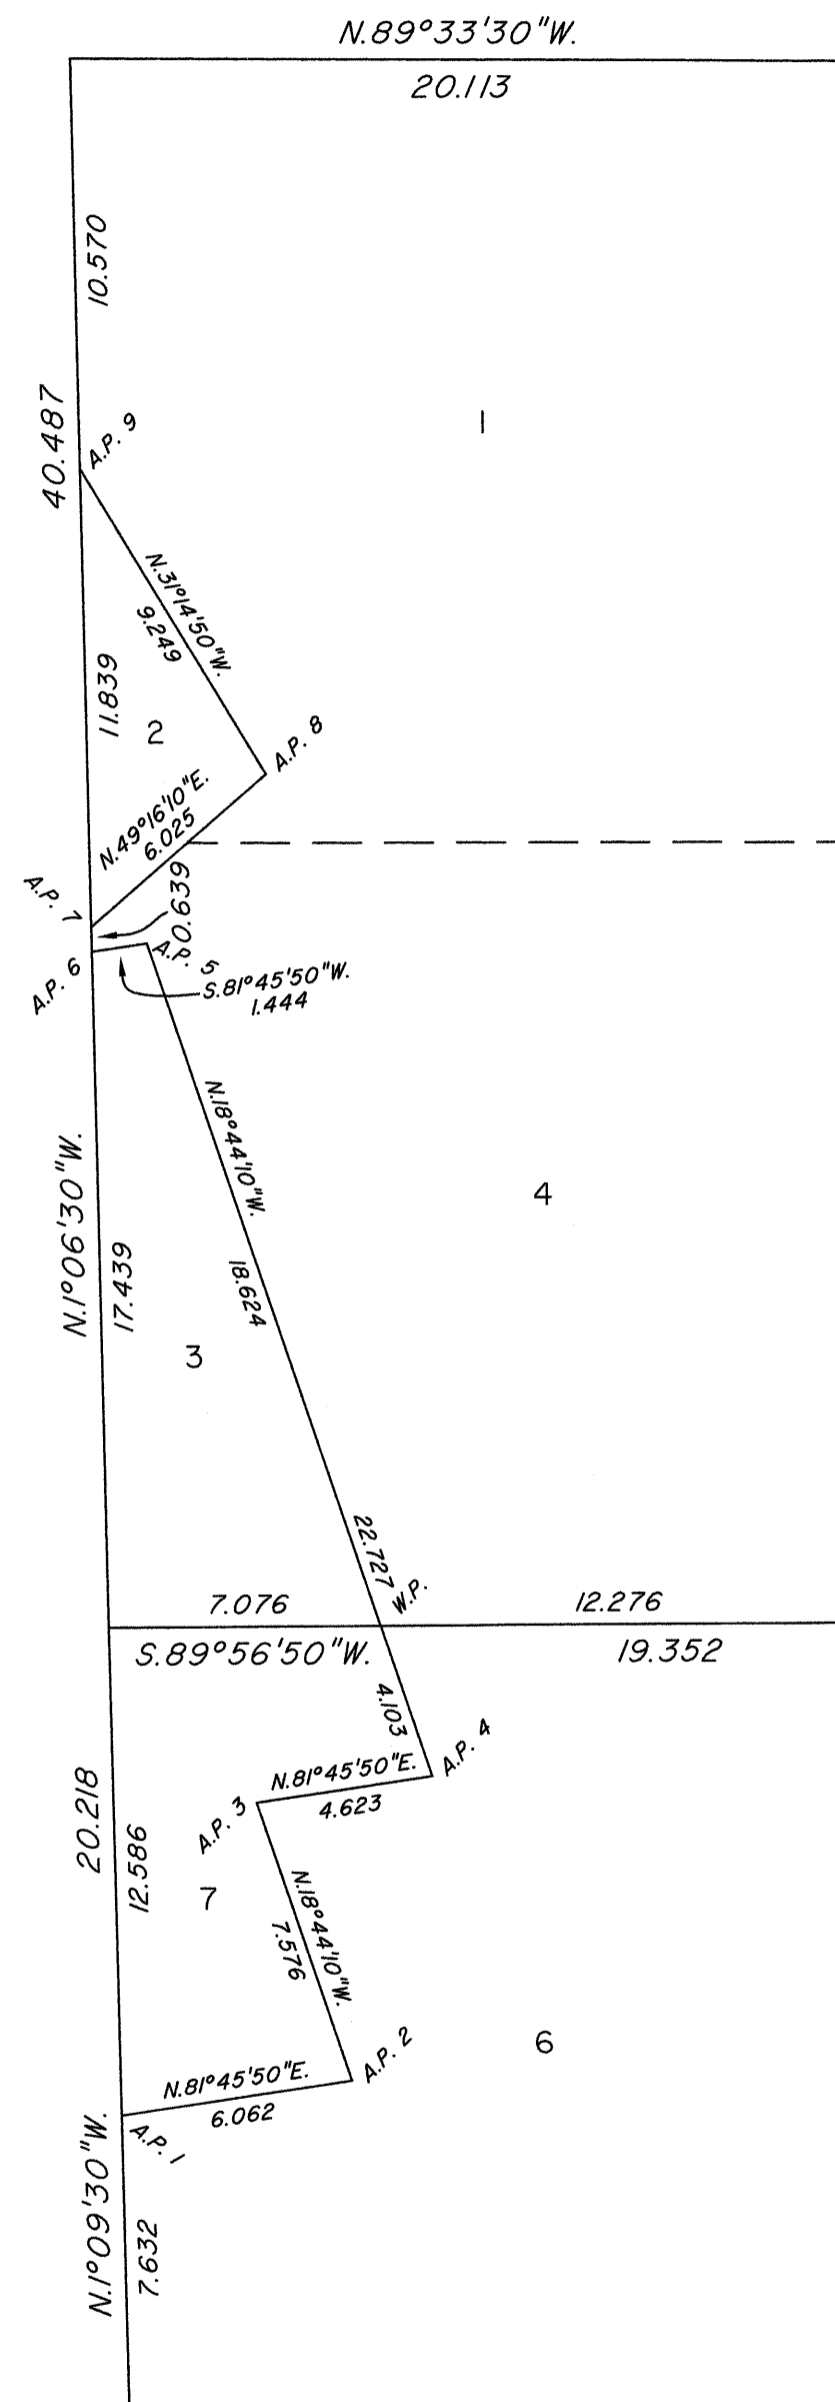 N.89°33'30"W.
20.113
10.570
40.487
A.P. 9
1
N.31°14'50"W.
9.249
11.839
2
A.P. 8
N.49°16'10"E.
6.025
A.P. 7
0.639
A.P. 6
A.P. 5
S.81°45'50"W.
1.444
N.18°44'10"W.
N.1°06'30"W.
17.439
4
18.624
3
22.727
W.P.
7.076
12.276
S.89°56'50"W.
19.352
4.103
A.P. 4
N.81°45'50"E.
4.623
A.P. 3
20.218
12.586
7
N.18°44'10"W.
7.576
6
A.P. 2
N.81°45'50"E.
6.062
A.P. 1
N.1°09'30"W.
7.632